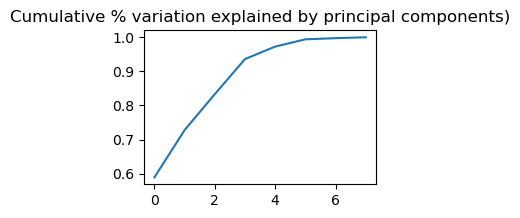 Cumulative % variation explained by principal components)
1.0
0.9
0.8
0.7
0.6
0 2 4 6